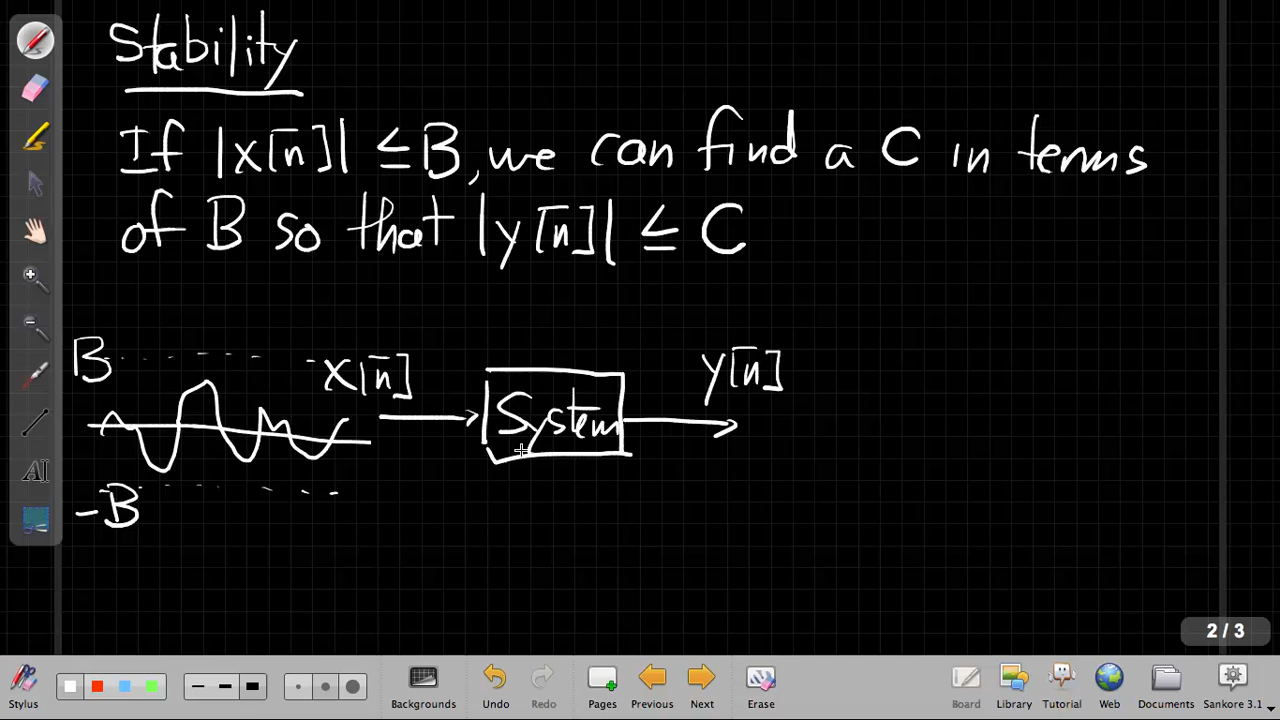 Stability
If |x[n]| ≤ B, we can find a C in terms
of B so that |y[n]| ≤ C
B
x[n]
System
y[n]
-B
2 / 3
Stylus
Backgrounds
Undo
Redo
Pages
Previous
Next
Erase
Board
Library
Tutorial
Web
Documents
Sankore 3.1